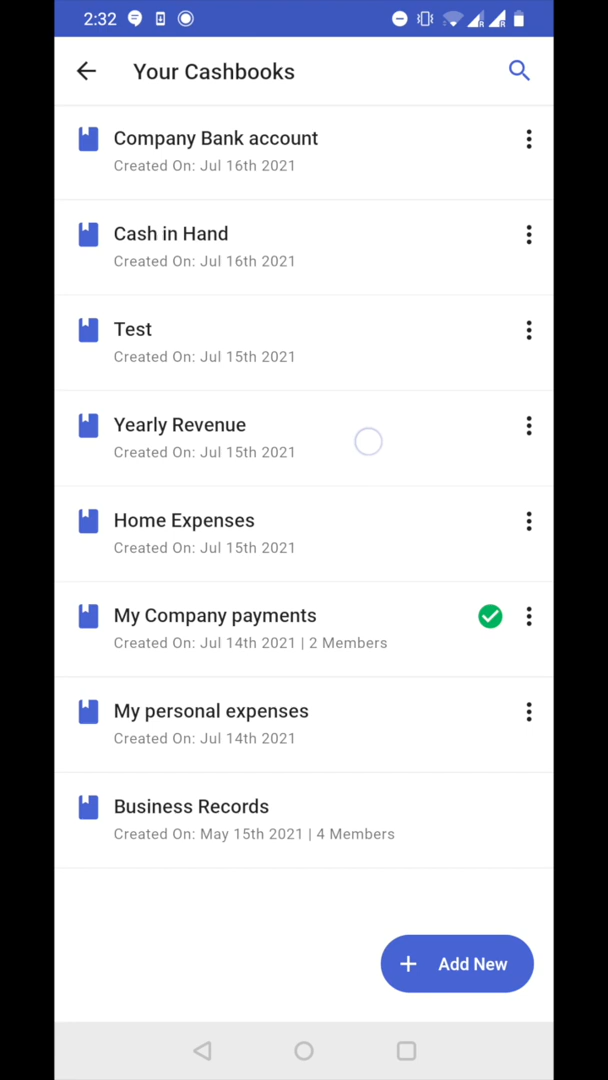 2:32
Your Cashbooks
Company Bank account
Created On: Jul 16th 2021
Cash in Hand
Created On: Jul 16th 2021
Test
Created On: Jul 15th 2021
Yearly Revenue
Created On: Jul 15th 2021
Home Expenses
Created On: Jul 15th 2021
My Company payments
Created On: Jul 14th 2021 | 2 Members
My personal expenses
Created On: Jul 14th 2021
Business Records
Created On: May 15th 2021 | 4 Members
+ Add New